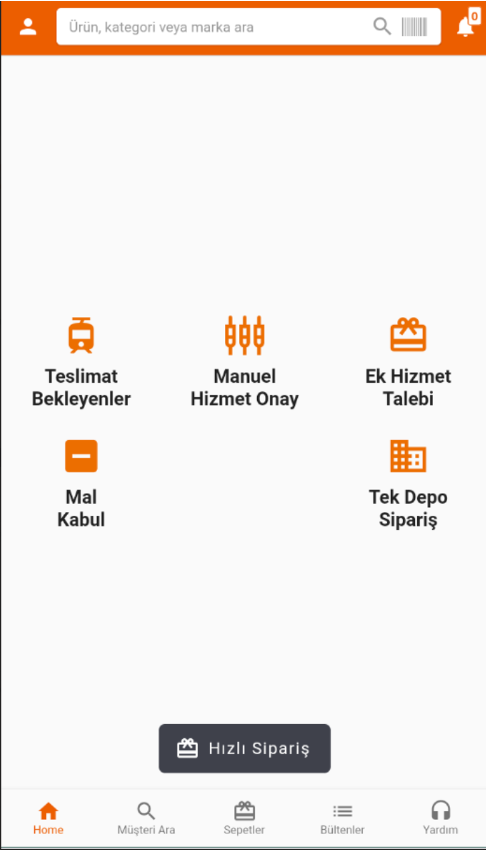 Ürün, kategori veya marka ara
0
Teslimat
Bekleyenler
Manuel
Hizmet Onay
Ek Hizmet
Talebi
Mal
Kabul
Tek Depo
Sipariş
Hızlı Sipariş
Home
Müşteri Ara
Sepetler
Bültenler
Yardım